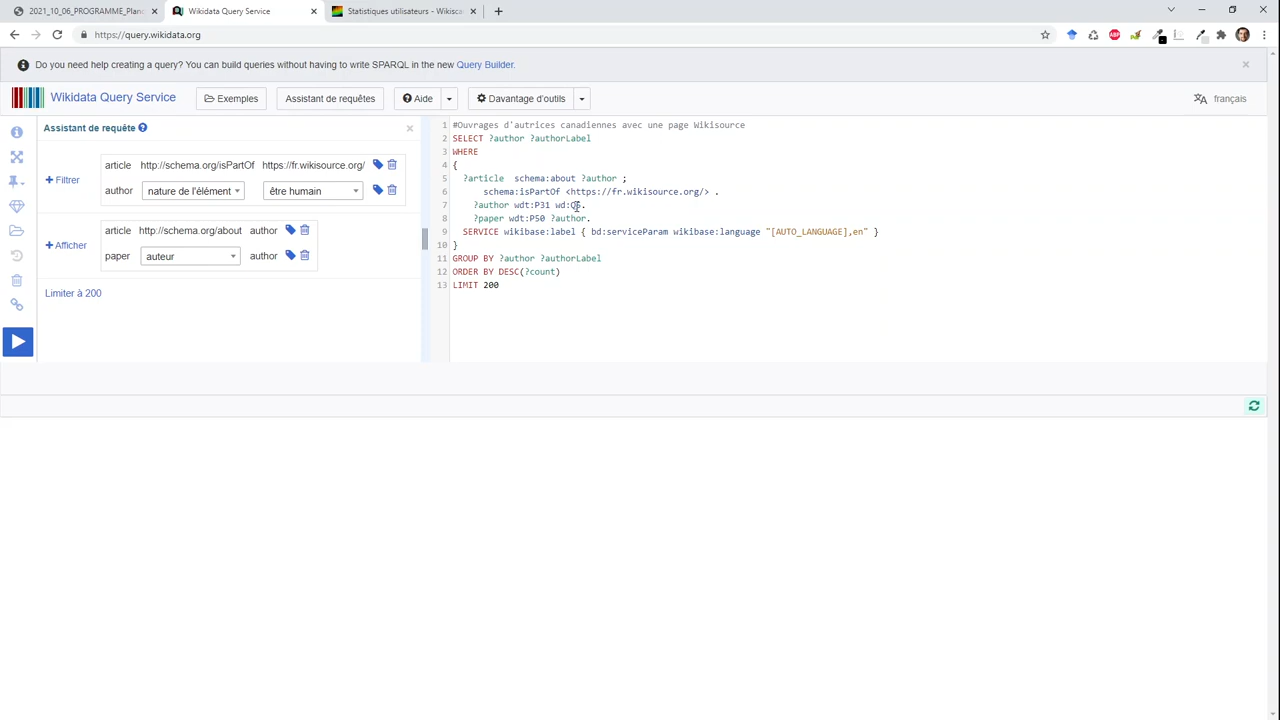 2021_10_06_PROGRAMME_Planc
Wikidata Query Service
Statistiques utilisateurs - Wikisca
https://query.wikidata.org
Do you need help creating a query? You can build queries without having to write SPARQL in the new Query Builder.
Wikidata Query Service
Exemples
Assistant de requêtes
Aide
Davantage d'outils
français
Assistant de requête
Filtrer
article http://schema.org/isPartOf https://fr.wikisource.org/
author nature de l'élément être humain
Afficher
article http://schema.org/about author
paper auteur author
Limiter à 200
1 #Ouvrages d'autrices canadiennes avec une page Wikisource
2 SELECT ?author ?authorLabel
3 WHERE
4 {
5 ?article schema:about ?author ;
6 schema:isPartOf <https://fr.wikisource.org/> .
7 ?author wdt:P31 wd:Q5.
8 ?paper wdt:P50 ?author.
9 SERVICE wikibase:label { bd:serviceParam wikibase:language "[AUTO_LANGUAGE],en" }
10 }
11 GROUP BY ?author ?authorLabel
12 ORDER BY DESC(?count)
13 LIMIT 200